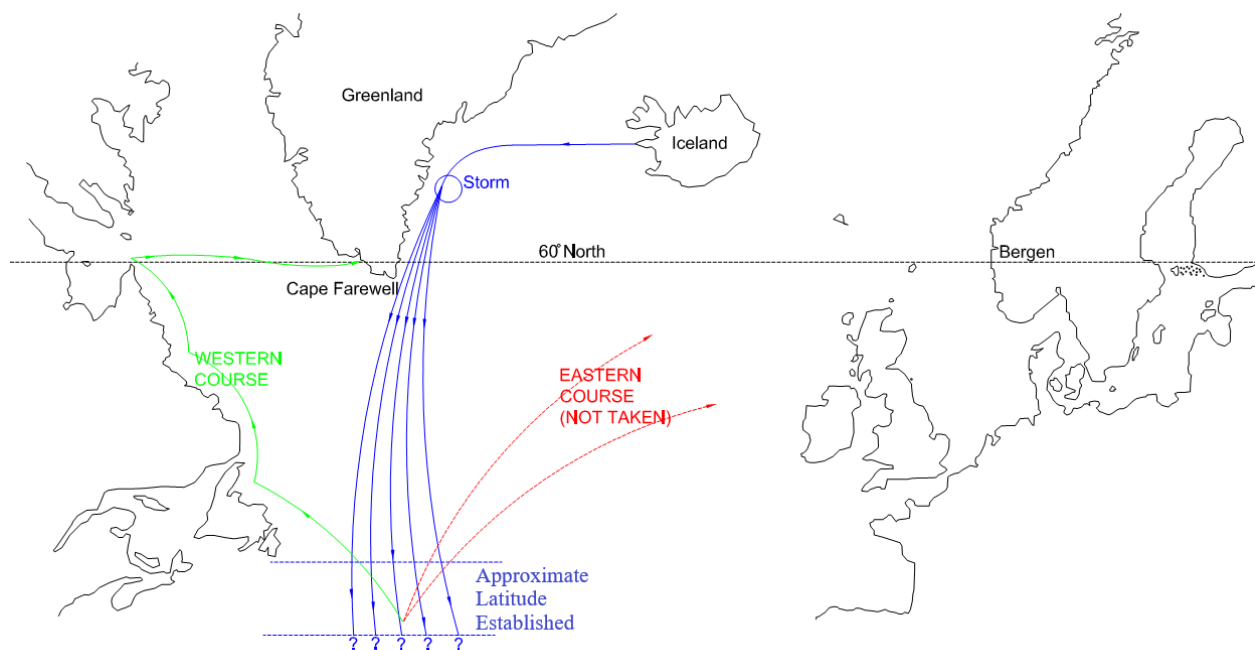 Greenland
Iceland
Storm
60° North
Bergen
Cape Farewell
WESTERN
COURSE
EASTERN
COURSE
(NOT TAKEN)
Approximate
Latitude
Established
? ? ? ? ?